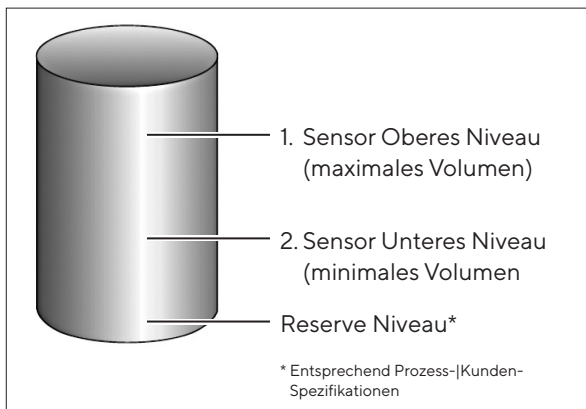 1. Sensor Oberes Niveau
(maximales Volumen)
2. Sensor Unteres Niveau
(minimales Volumen
Reserve Niveau*
* Entsprechend Prozess-|Kunden-
Spezifikationen